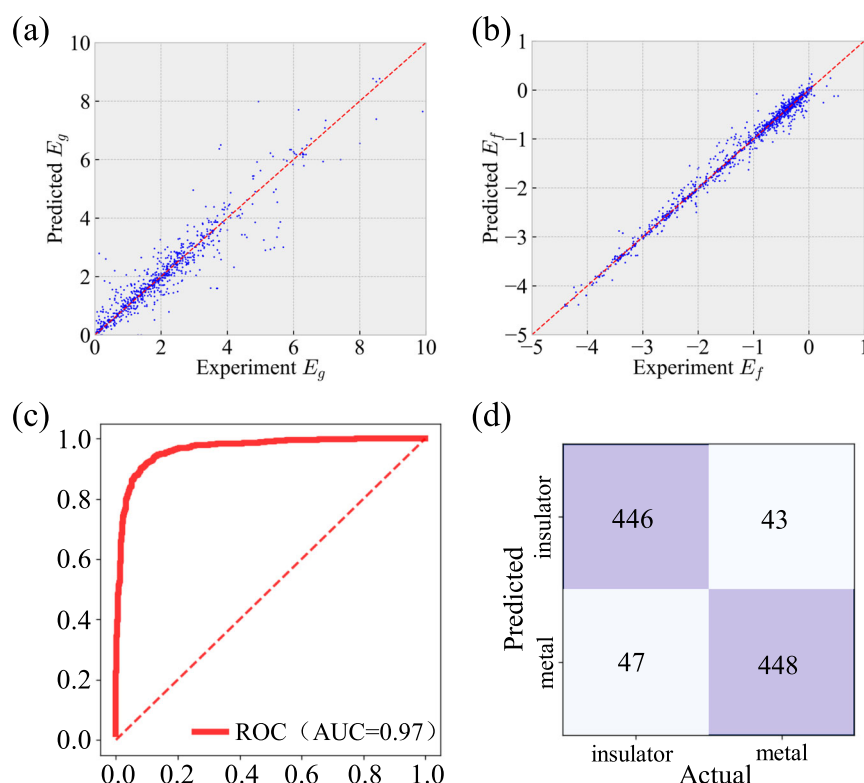 (a)
10
8
6
4
2
0
Predicted E_g
0 2 4 6 8 10
Experiment E_g
(b)
1
0
−1
−2
−3
−4
−5
Predicted E_f
−5 −4 −3 −2 −1 0 1
Experiment E_f
(c)
1.0
0.8
0.6
0.4
0.2
0.0
ROC（AUC=0.97）
0.0 0.2 0.4 0.6 0.8 1.0
(d)
Predicted
insulator
metal
446 43
47 448
insulator metal
Actual